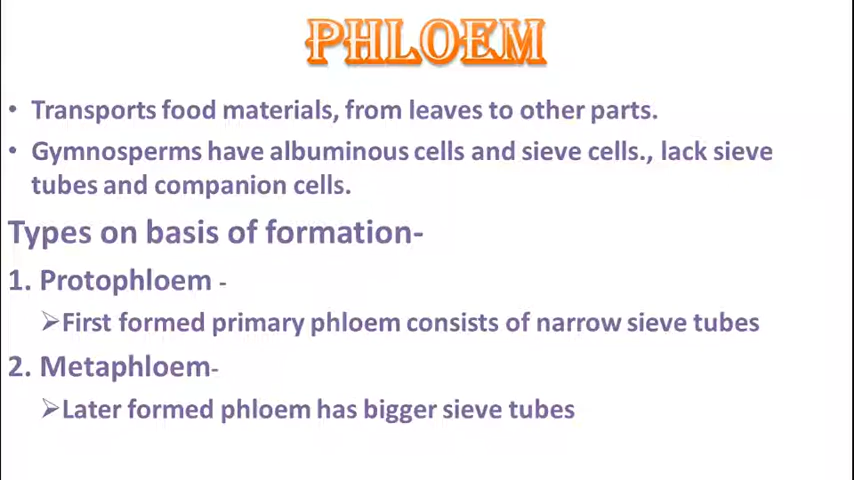 PHLOEM
• Transports food materials, from leaves to other parts.
• Gymnosperms have albuminous cells and sieve cells., lack sieve
tubes and companion cells.
Types on basis of formation-
1. Protophloem -
➢First formed primary phloem consists of narrow sieve tubes
2. Metaphloem-
➢Later formed phloem has bigger sieve tubes